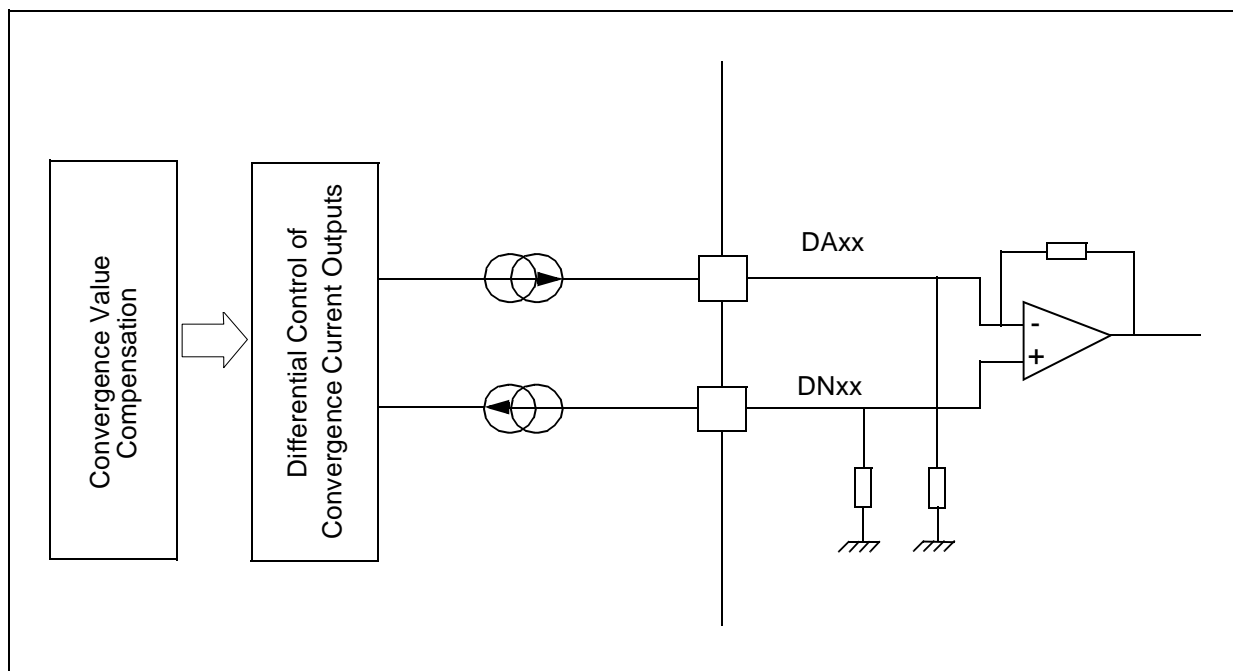 Convergence Value
Compensation
Differential Control of
Convergence Current Outputs
DAxx
DNxx
-
+